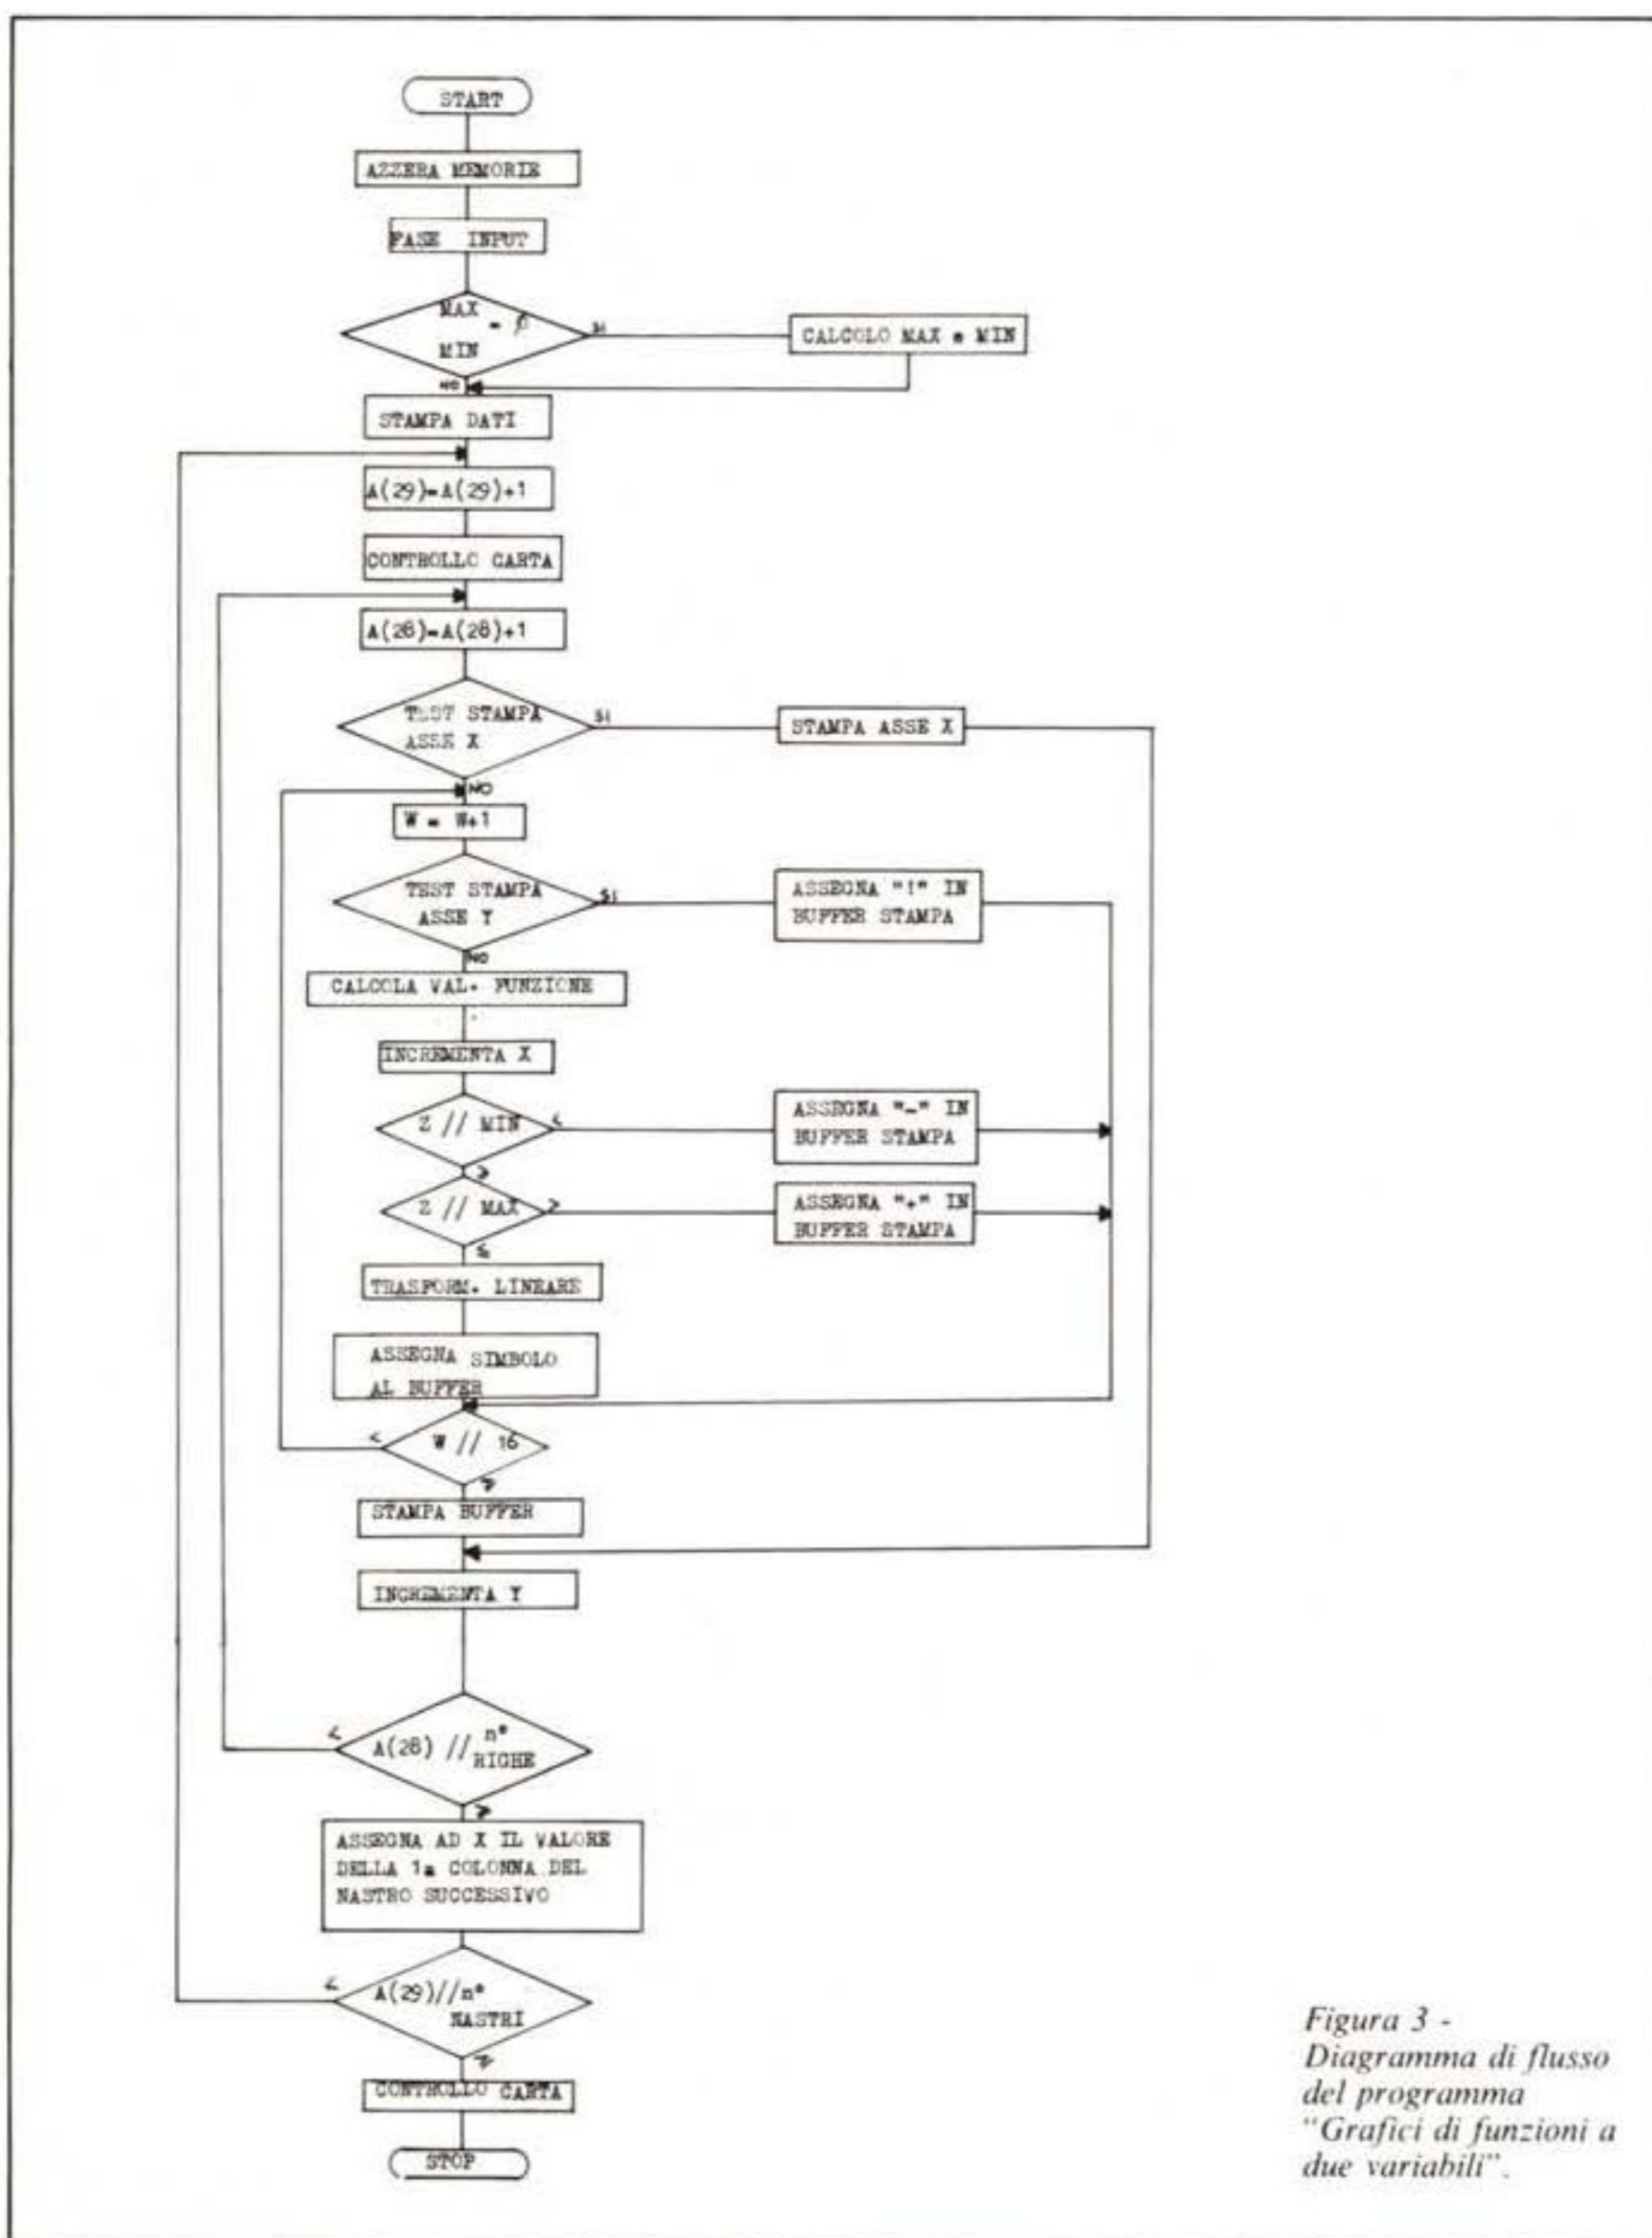 START
AZZERA MEMORIE
FASE INPUT
MAX
= Ø
MIN
SI
CALCOLO MAX e MIN
NO
STAMPA DATI
A(29)=A(29)+1
CONTROLLO CARTA
A(28)=A(28)+1
TEST STAMPA
ASSE X
SI
STAMPA ASSE X
NO
W = W+1
TEST STAMPA
ASSE Y
SI
ASSEGNA "!" IN
BUFFER STAMPA
NO
CALCOLA VAL. FUNZIONE
INCREMENTA X
Z // MIN
<
ASSEGNA "-" IN
BUFFER STAMPA
⩾
Z // MAX
>
ASSEGNA "+" IN
BUFFER STAMPA
⩽
TRASFORM. LINEARE
ASSEGNA SIMBOLO
AL BUFFER
<
W // 16
⩾
STAMPA BUFFER
INCREMENTA Y
<
A(28) // n°
RIGHE
⩾
ASSEGNA AD X IL VALORE
DELLA 1a COLONNA DEL
NASTRO SUCCESSIVO
<
A(29)//n°
NASTRI
⩾
CONTROLLO CARTA
STOP
Figura 3 -
Diagramma di flusso
del programma
"Grafici di funzioni a
due variabili".